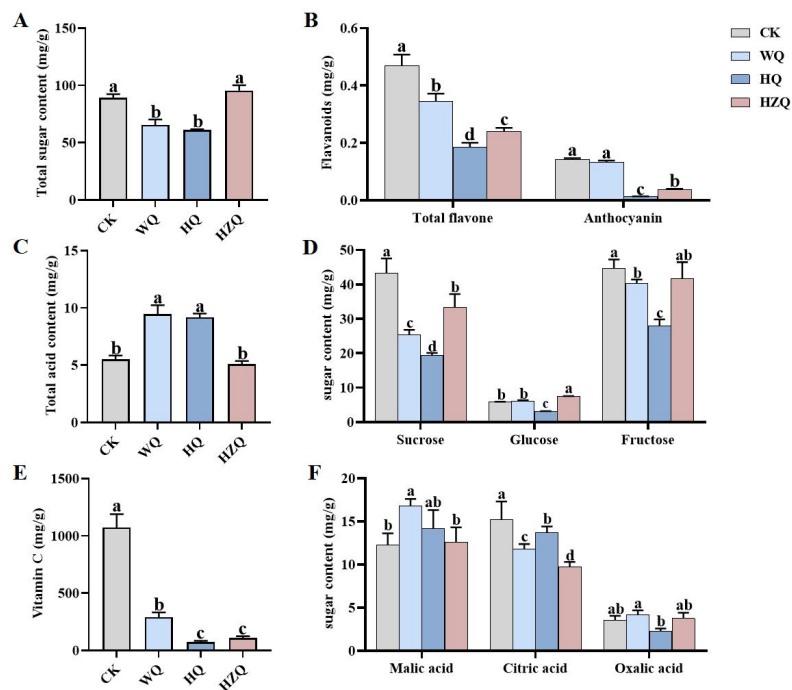 A
Total sugar content (mg/g)
150
100
50
0
a
b
b
a
CK
WQ
HQ
HZQ
B
Flavanoids (mg/g)
0.6
0.4
0.2
0.0
a
b
d
c
a
a
c
b
Total flavone
Anthocyanin
CK
WQ
HQ
HZQ
C
Total acid content (mg/g)
15
10
5
0
b
a
a
b
CK
WQ
HQ
HZQ
D
sugar content (mg/g)
50
40
30
20
10
0
a
c
d
b
b
b
c
a
a
b
c
ab
Sucrose
Glucose
Fructose
E
Vitamin C (mg/g)
1500
1000
500
0
a
b
c
c
CK
WQ
HQ
HZQ
F
sugar content (mg/g)
20
15
10
5
0
b
a
ab
b
a
c
b
d
ab
a
b
ab
Malic acid
Citric acid
Oxalic acid